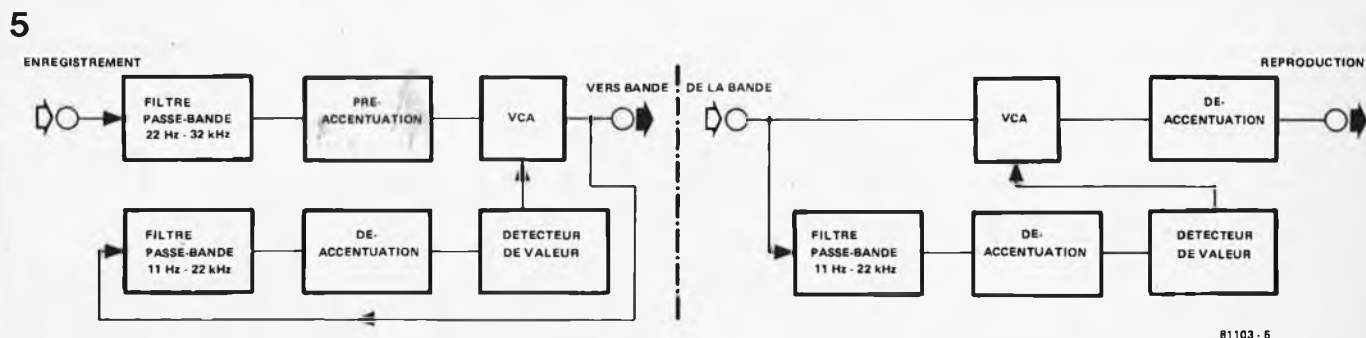 5
ENREGISTREMENT
FILTRE
PASSE-BANDE
22 Hz - 32 kHz
PRE-
ACCENTUATION
VCA
VERS BANDE
FILTRE
PASSE-BANDE
11 Hz - 22 kHz
DE-
ACCENTUATION
DETECTEUR
DE VALEUR
DE LA BANDE
VCA
DE-
ACCENTUATION
REPRODUCTION
FILTRE
PASSE-BANDE
11 Hz - 22 kHz
DE-
ACCENTUATION
DETECTEUR
DE VALEUR
81103 - 5